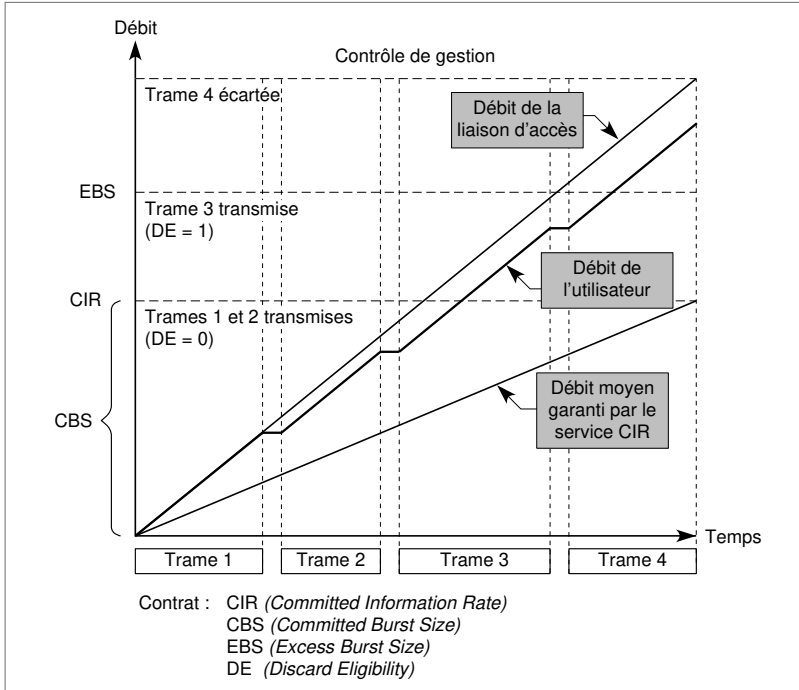 Débit
Contrôle de gestion
Trame 4 écartée
Débit de la
liaison d'accès
EBS
Trame 3 transmise
(DE = 1)
Débit de
l'utilisateur
CIR
Trames 1 et 2 transmises
(DE = 0)
Débit moyen
garanti par le
service CIR
CBS
Temps
Trame 1
Trame 2
Trame 3
Trame 4
Contrat : CIR (Committed Information Rate)
CBS (Committed Burst Size)
EBS (Excess Burst Size)
DE (Discard Eligibility)